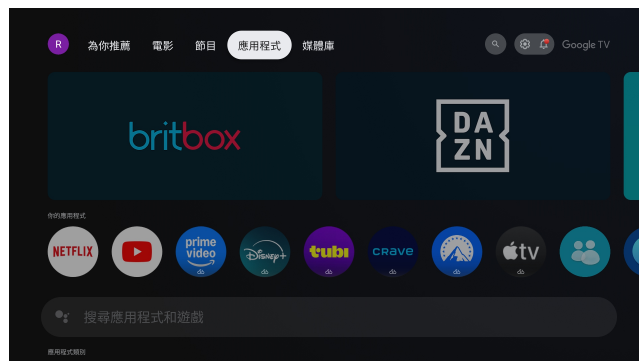 R 為你推薦 電影 節目 應用程式 媒體庫 Google TV
britbox
DA
ZN
你的應用程式
NETFLIX prime video Disney+ tubi crave tv
搜尋應用程式和遊戲
應用程式類別